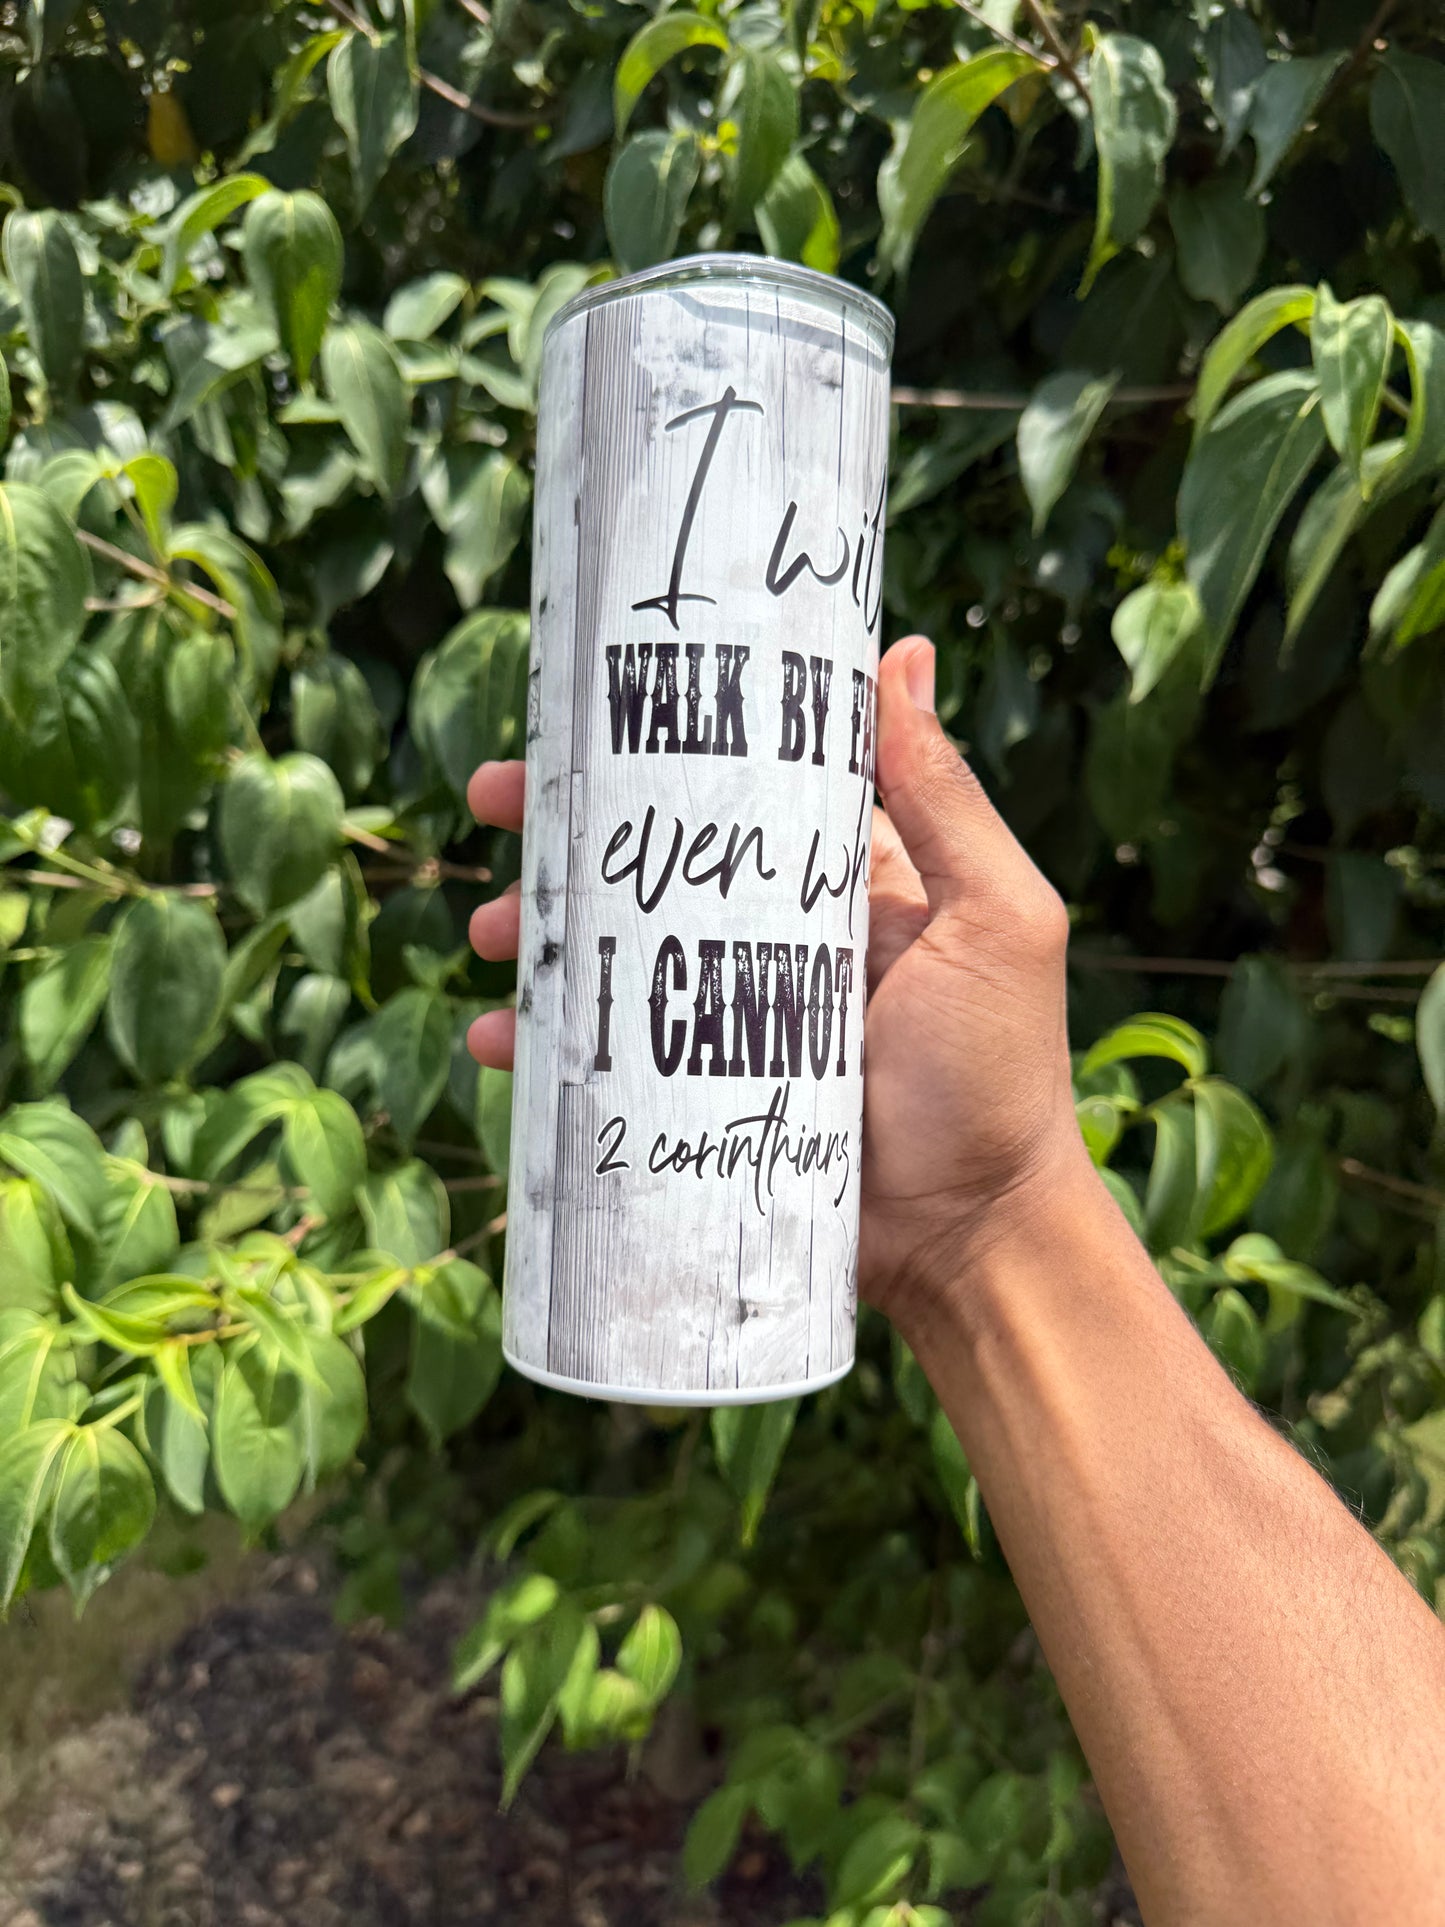 I wil
WALK BY FA
even wh
I CANNOT
2 corinthians